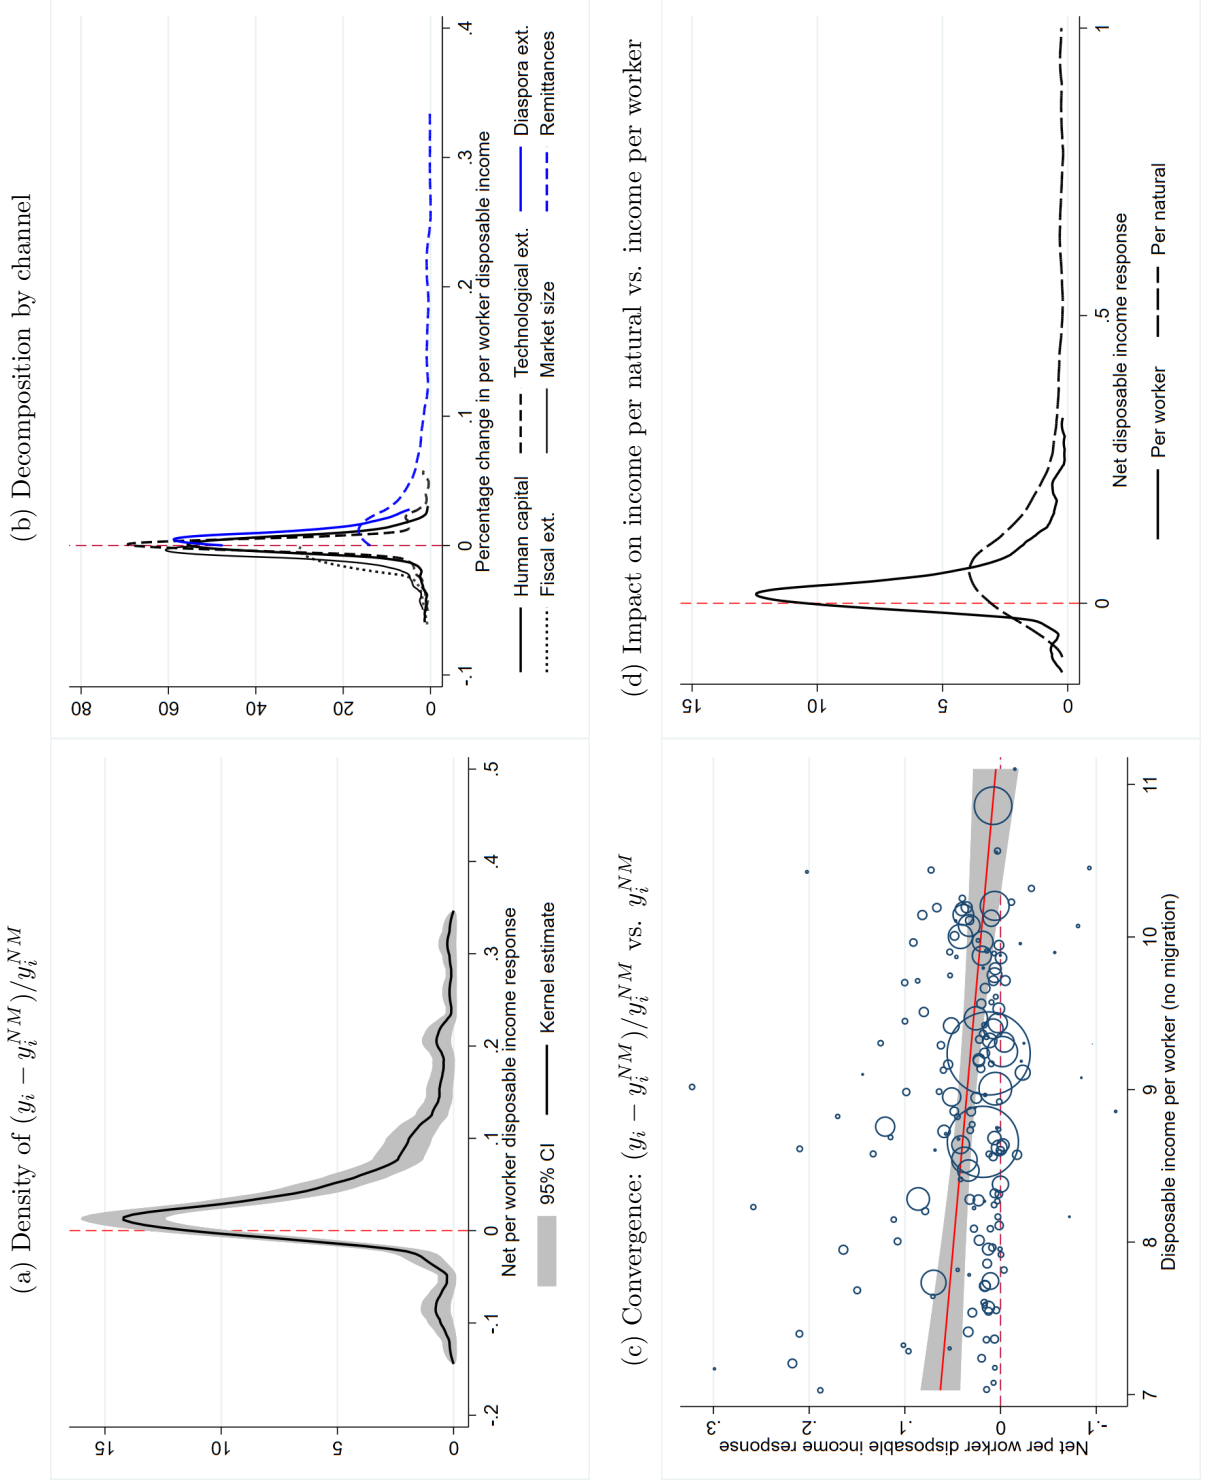 (a) Density of $(y_i - y_i^{NM})/y_i^{NM}$
15
10
5
0
-.2
-.1
0
.1
.2
.3
.4
.5
Net per worker disposable income response
95% CI
Kernel estimate
(b) Decomposition by channel
80
60
40
20
0
-.1
0
.1
.2
.3
.4
Percentage change in per worker disposable income
Human capital
Technological ext.
Diaspora ext.
Fiscal ext.
Market size
Remittances
(c) Convergence: $(y_i - y_i^{NM})/y_i^{NM}$ vs. $y_i^{NM}$
Net per worker disposable income response
.3
.2
.1
0
-.1
7
8
9
10
11
Disposable income per worker (no migration)
(d) Impact on income per natural vs. income per worker
15
10
5
0
0
.5
1
Net disposable income response
Per worker
Per natural